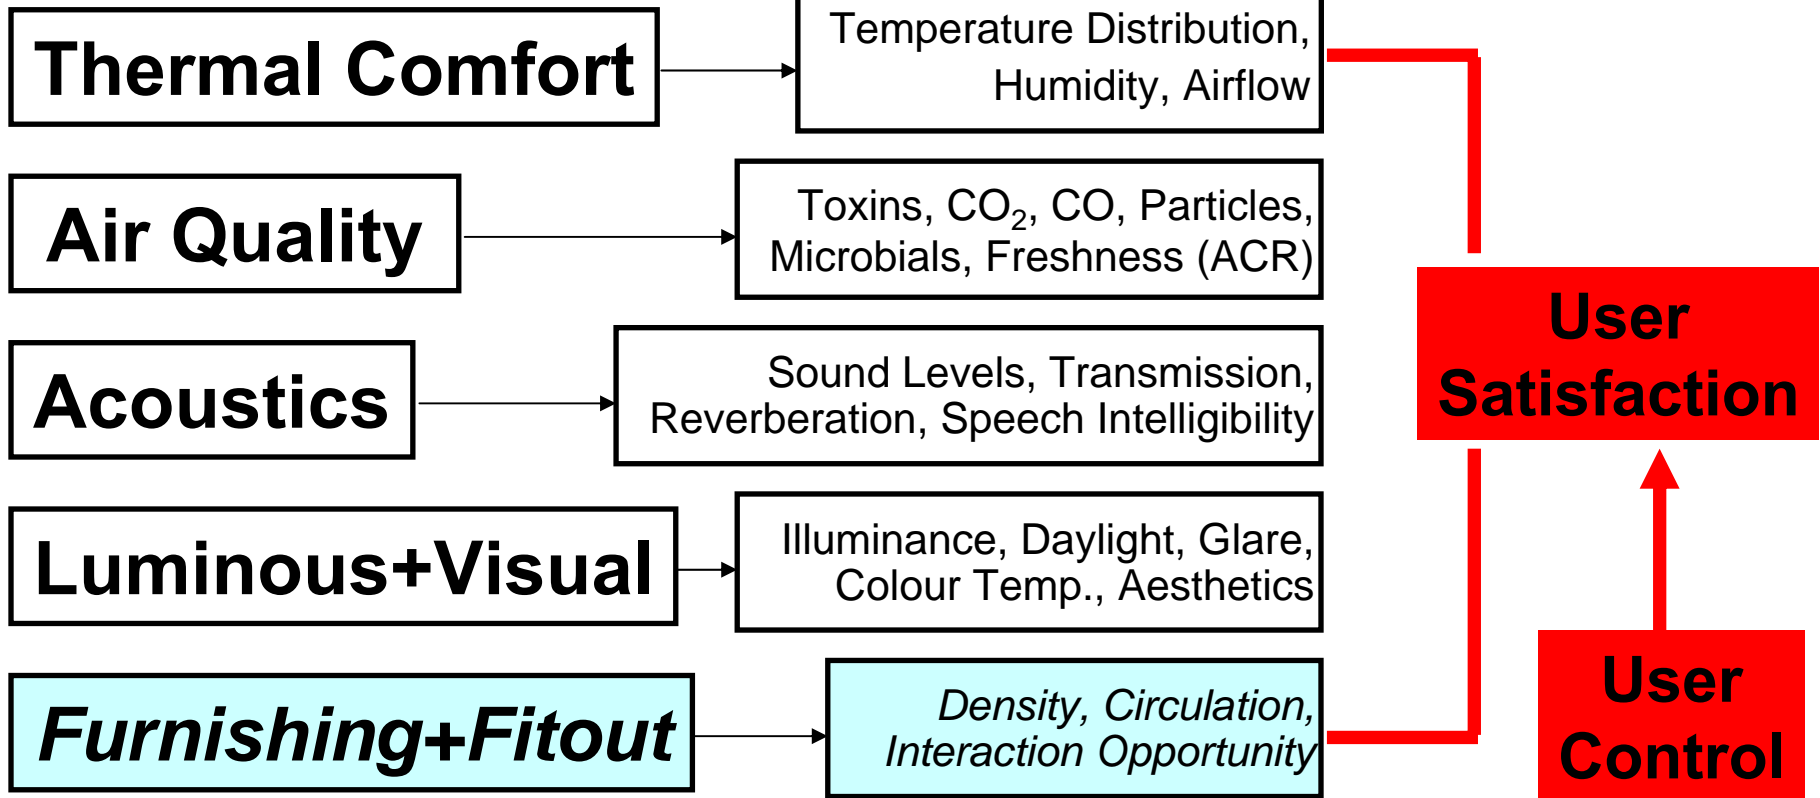 Thermal Comfort
Temperature Distribution,
Humidity, Airflow
Air Quality
Toxins, CO₂, CO, Particles,
Microbials, Freshness (ACR)
Acoustics
Sound Levels, Transmission,
Reverberation, Speech Intelligibility
Luminous+Visual
Illuminance, Daylight, Glare,
Colour Temp., Aesthetics
Furnishing+Fitout
Density, Circulation,
Interaction Opportunity
User
Satisfaction
User
Control